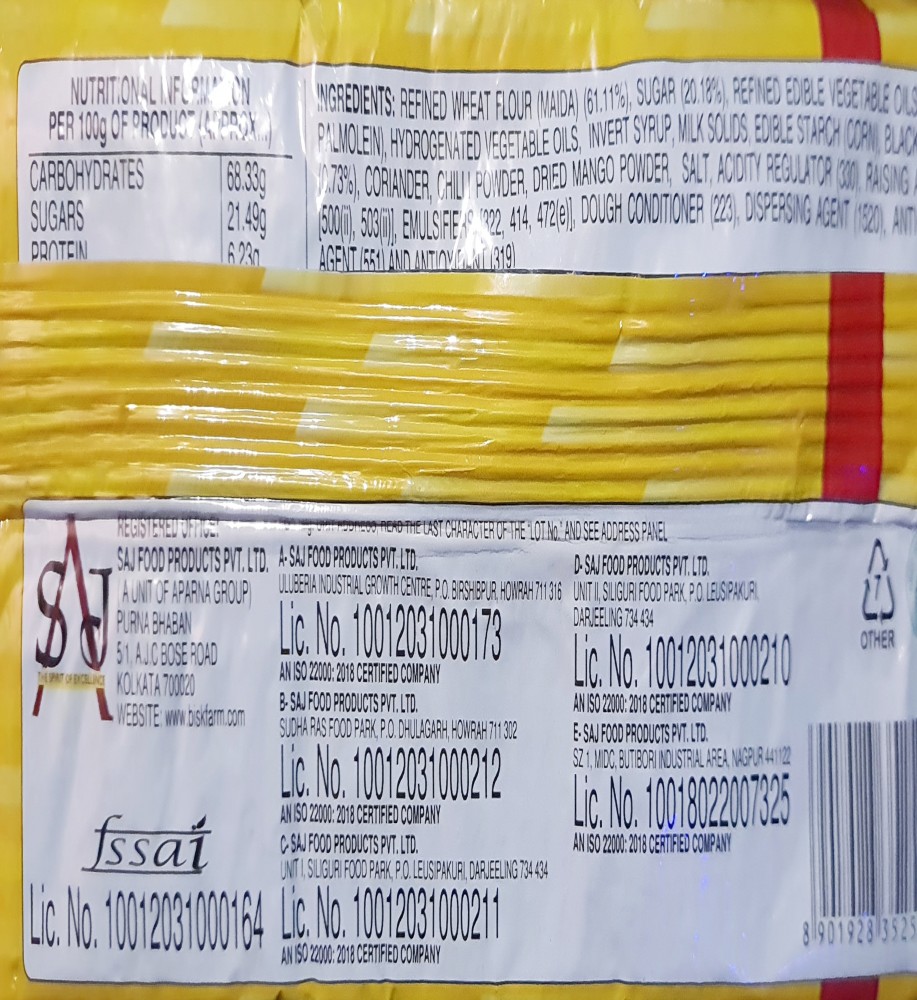 NUTRITIONAL INFORMATION
PER 100g OF PRODUCT (APPROX.)
CARBOHYDRATES 68.33g
SUGARS 21.49g
PROTEIN 6.23g
INGREDIENTS: REFINED WHEAT FLOUR (MAIDA) (61.11%), SUGAR (20.18%), REFINED EDIBLE VEGETABLE OILS
PALMOLEIN), HYDROGENATED VEGETABLE OILS, INVERT SYRUP, MILK SOLIDS, EDIBLE STARCH (CORN), BLACK
0.73%), CORIANDER, CHILLI POWDER, DRIED MANGO POWDER, SALT, ACIDITY REGULATOR (330), RAISING
[500(ii), 503(ii)], EMULSIFIERS 322, 414, 472(e)], DOUGH CONDITIONER (223), DISPERSING AGENT (1520), ANTI
AGENT (551) AND ANTIOXIDANT (319)
REGISTERED OFFICE:
SAJ FOOD PRODUCTS PVT. LTD.
A UNIT OF APARNA GROUP)
PURNA BHABAN
5/1, A.J.C BOSE ROAD
KOLKATA 700020
WEBSITE: www.biskfarm.com
SAJ
THE SPIRIT OF EXCELLENCE
fssai
Lic. No. 10012031000164
READ THE LAST CHARACTER OF THE "LOT No." AND SEE ADDRESS PANEL
A- SAJ FOOD PRODUCTS PVT. LTD.
ULUBERIA INDUSTRIAL GROWTH CENTRE, P.O. BIRSHIBPUR, HOWRAH 711 316
Lic. No. 10012031000173
AN ISO 22000: 2018 CERTIFIED COMPANY
B- SAJ FOOD PRODUCTS PVT. LTD.
SUDHA RAS FOOD PARK, P.O. DHULAGARH, HOWRAH 711 302
Lic. No. 10012031000212
AN ISO 22000: 2018 CERTIFIED COMPANY
C- SAJ FOOD PRODUCTS PVT. LTD.
UNIT I, SILIGURI FOOD PARK, P.O. LEUSIPAKURI, DARJEELING 734 434
Lic. No. 10012031000211
AN ISO 22000: 2018 CERTIFIED COMPANY
D- SAJ FOOD PRODUCTS PVT. LTD.
UNIT II, SILIGURI FOOD PARK, P.O. LEUSIPAKURI,
DARJEELING 734 434
Lic. No. 10012031000210
AN ISO 22000: 2018 CERTIFIED COMPANY
E- SAJ FOOD PRODUCTS PVT. LTD.
SZ 1, MIDC, BUTIBORI INDUSTRIAL AREA, NAGPUR 441122
Lic. No. 10018022007325
AN ISO 22000: 2018 CERTIFIED COMPANY
7
OTHER
8 901928 3525